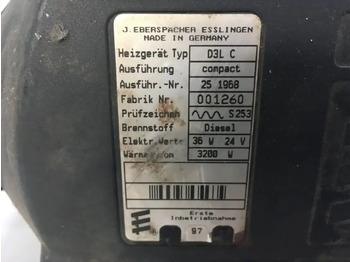 J. EBERSPÄCHER ESSLINGEN
MADE IN GERMANY
Heizgerät Typ D3L C
Ausführung compact
Ausführ.-Nr. 25 1968
Fabrik Nr. 001260
Prüfzeichen S253
Brennstoff Diesel
Elektr. Werte 36 W 24 V
3200 W
Erste
Inbetriebnahme
97